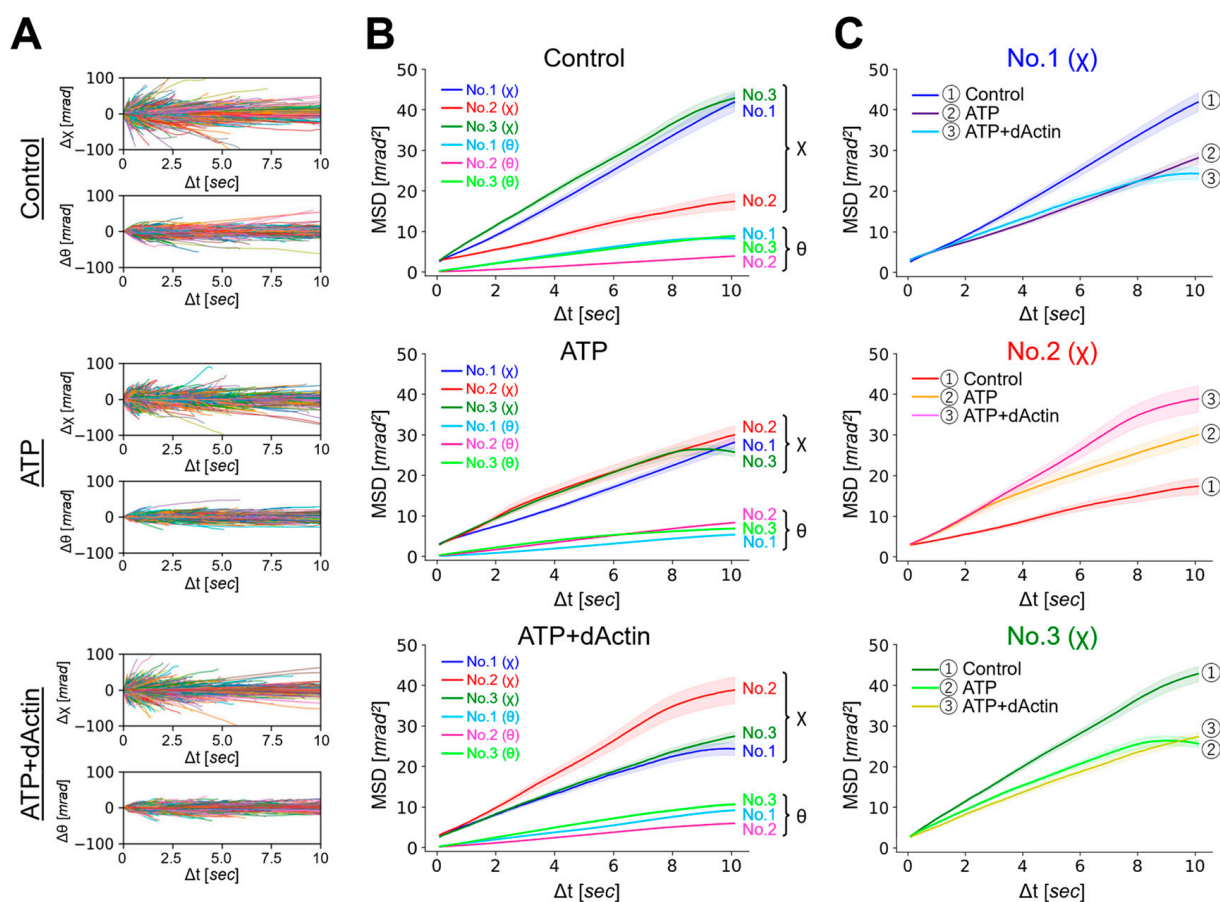 A
Control
100
0
−100
Δχ [mrad]
0 2.5 5.0 7.5 10
Δt [sec]
100
0
−100
Δθ [mrad]
0 2.5 5.0 7.5 10
Δt [sec]
ATP
100
0
−100
Δχ [mrad]
0 2.5 5.0 7.5 10
Δt [sec]
100
0
−100
Δθ [mrad]
0 2.5 5.0 7.5 10
Δt [sec]
ATP+dActin
100
0
−100
Δχ [mrad]
0 2.5 5.0 7.5 10
Δt [sec]
100
0
−100
Δθ [mrad]
0 2.5 5.0 7.5 10
Δt [sec]
B
Control
No.1 (χ)
No.2 (χ)
No.3 (χ)
No.1 (θ)
No.2 (θ)
No.3 (θ)
50
40
30
20
10
0
MSD [mrad²]
0 2 4 6 8 10
Δt [sec]
No.3
No.1
No.2
χ
No.1
No.3
No.2
θ
ATP
No.1 (χ)
No.2 (χ)
No.3 (χ)
No.1 (θ)
No.2 (θ)
No.3 (θ)
50
40
30
20
10
0
MSD [mrad²]
0 2 4 6 8 10
Δt [sec]
No.2
No.1
No.3
χ
No.2
No.3
No.1
θ
ATP+dActin
No.1 (χ)
No.2 (χ)
No.3 (χ)
No.1 (θ)
No.2 (θ)
No.3 (θ)
50
40
30
20
10
0
MSD [mrad²]
0 2 4 6 8 10
Δt [sec]
No.2
No.3
No.1
χ
No.3
No.1
No.2
θ
C
No.1 (χ)
① Control
② ATP
③ ATP+dActin
50
40
30
20
10
0
MSD [mrad²]
0 2 4 6 8 10
Δt [sec]
①
②
③
No.2 (χ)
① Control
② ATP
③ ATP+dActin
50
40
30
20
10
0
MSD [mrad²]
0 2 4 6 8 10
Δt [sec]
③
②
①
No.3 (χ)
① Control
② ATP
③ ATP+dActin
50
40
30
20
10
0
MSD [mrad²]
0 2 4 6 8 10
Δt [sec]
①
③
②